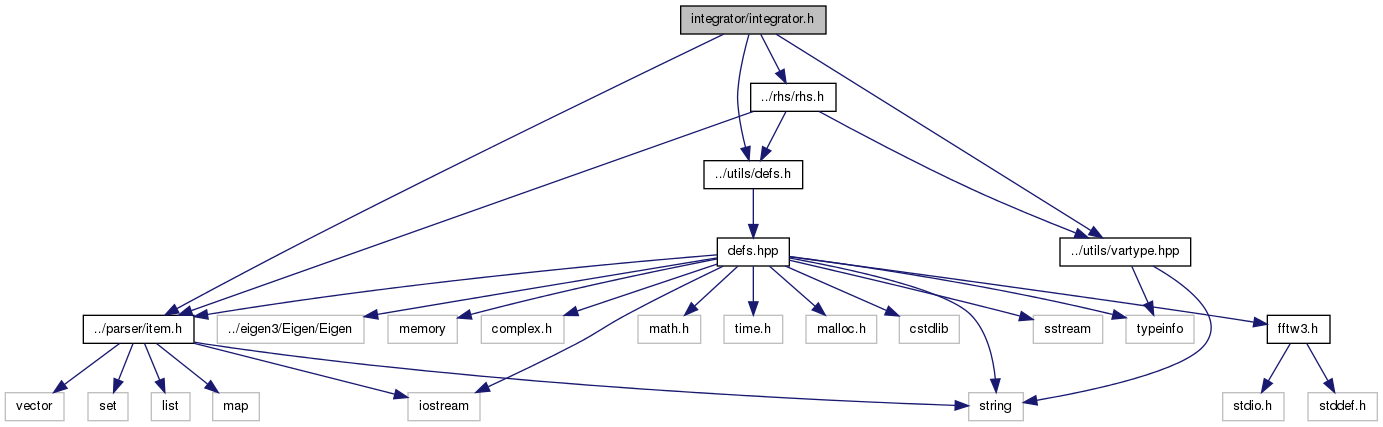 integrator/integrator.h
../rhs/rhs.h
../utils/defs.h
defs.hpp
../utils/vartype.hpp
../parser/item.h
../eigen3/Eigen/Eigen
memory
complex.h
math.h
time.h
malloc.h
cstdlib
sstream
typeinfo
fftw3.h
vector
set
list
map
iostream
string
stdio.h
stddef.h